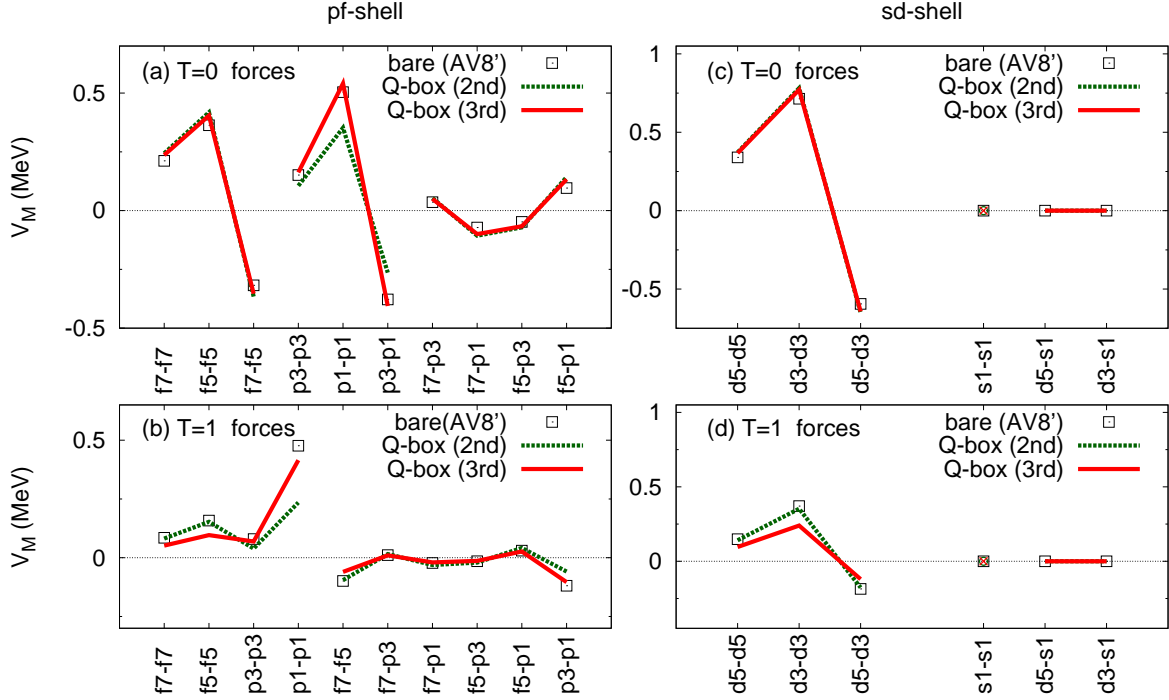 pf-shell
sd-shell
V_M (MeV)
0.5
0
-0.5
(a) T=0 forces
bare (AV8')
Q-box (2nd)
Q-box (3rd)
f7-f7
f5-f5
f7-f5
p3-p3
p1-p1
p3-p1
f7-p3
f7-p1
f5-p3
f5-p1
1
0.5
0
-0.5
(c) T=0 forces
bare (AV8')
Q-box (2nd)
Q-box (3rd)
d5-d5
d3-d3
d5-d3
s1-s1
d5-s1
d3-s1
V_M (MeV)
0.5
0
(b) T=1 forces
bare(AV8')
Q-box (2nd)
Q-box (3rd)
f7-f7
f5-f5
p3-p3
p1-p1
f7-f5
f7-p3
f7-p1
f5-p1
f5-p3
p3-p1
1
0.5
0
(d) T=1 forces
bare (AV8')
Q-box (2nd)
Q-box (3rd)
d5-d5
d3-d3
d5-d3
s1-s1
d5-s1
d3-s1